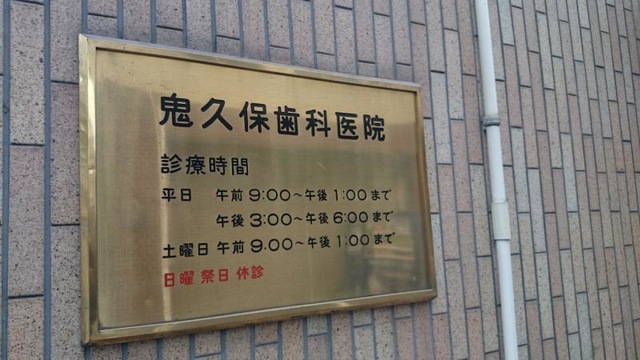 鬼久保歯科医院
診療時間
平日 午前 9:00～午後 1:00 まで
午後 3:00～午後 6:00 まで
土曜日 午前 9.00～午後 1:00 まで
日曜 祭日 休診